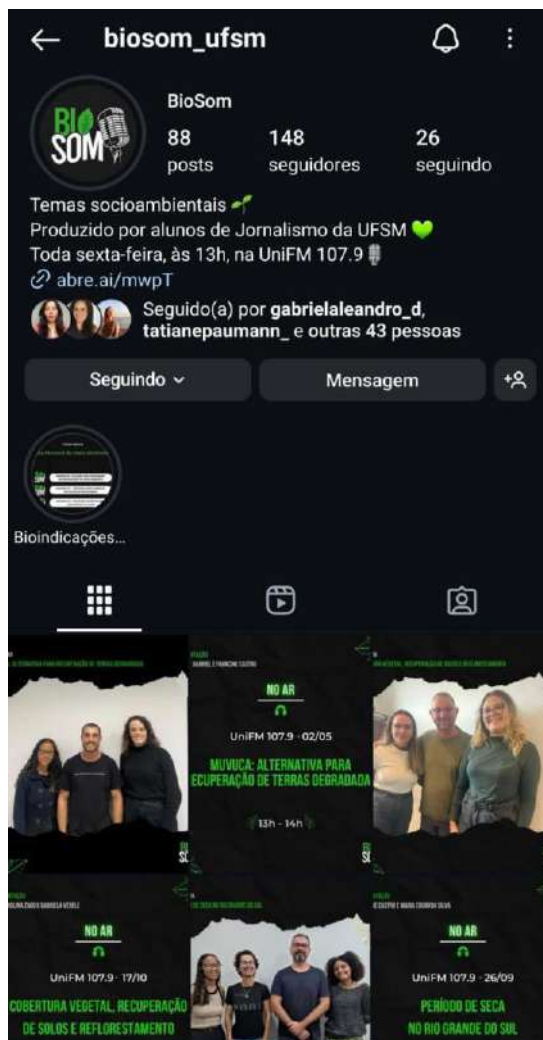 biosom_ufsm
BIO
SOM
BioSom
88 148 26
posts seguidores seguindo
Temas socioambientais
Produzido por alunos de Jornalismo da UFSM
Toda sexta-feira, às 13h, na UniFM 107.9
abre.ai/mwpT
Seguido(a) por gabrielaleandro_d,
tatianepaumann_ e outras 43 pessoas
Seguindo Mensagem
Bioindicações...
NO AR
UniFM 107.9 - 02/05
MUVUCA: ALTERNATIVA PARA
ECUPERAÇÃO DE TERRAS DEGRADADA
13h - 14h
NO AR
UniFM 107.9 - 17/10
COBERTURA VEGETAL, RECUPERAÇÃO
DE SOLOS E REFLORESTAMENTO
NO AR
UniFM 107.9 - 26/09
PERÍODO DE SECA
NO RIO GRANDE DO SUL